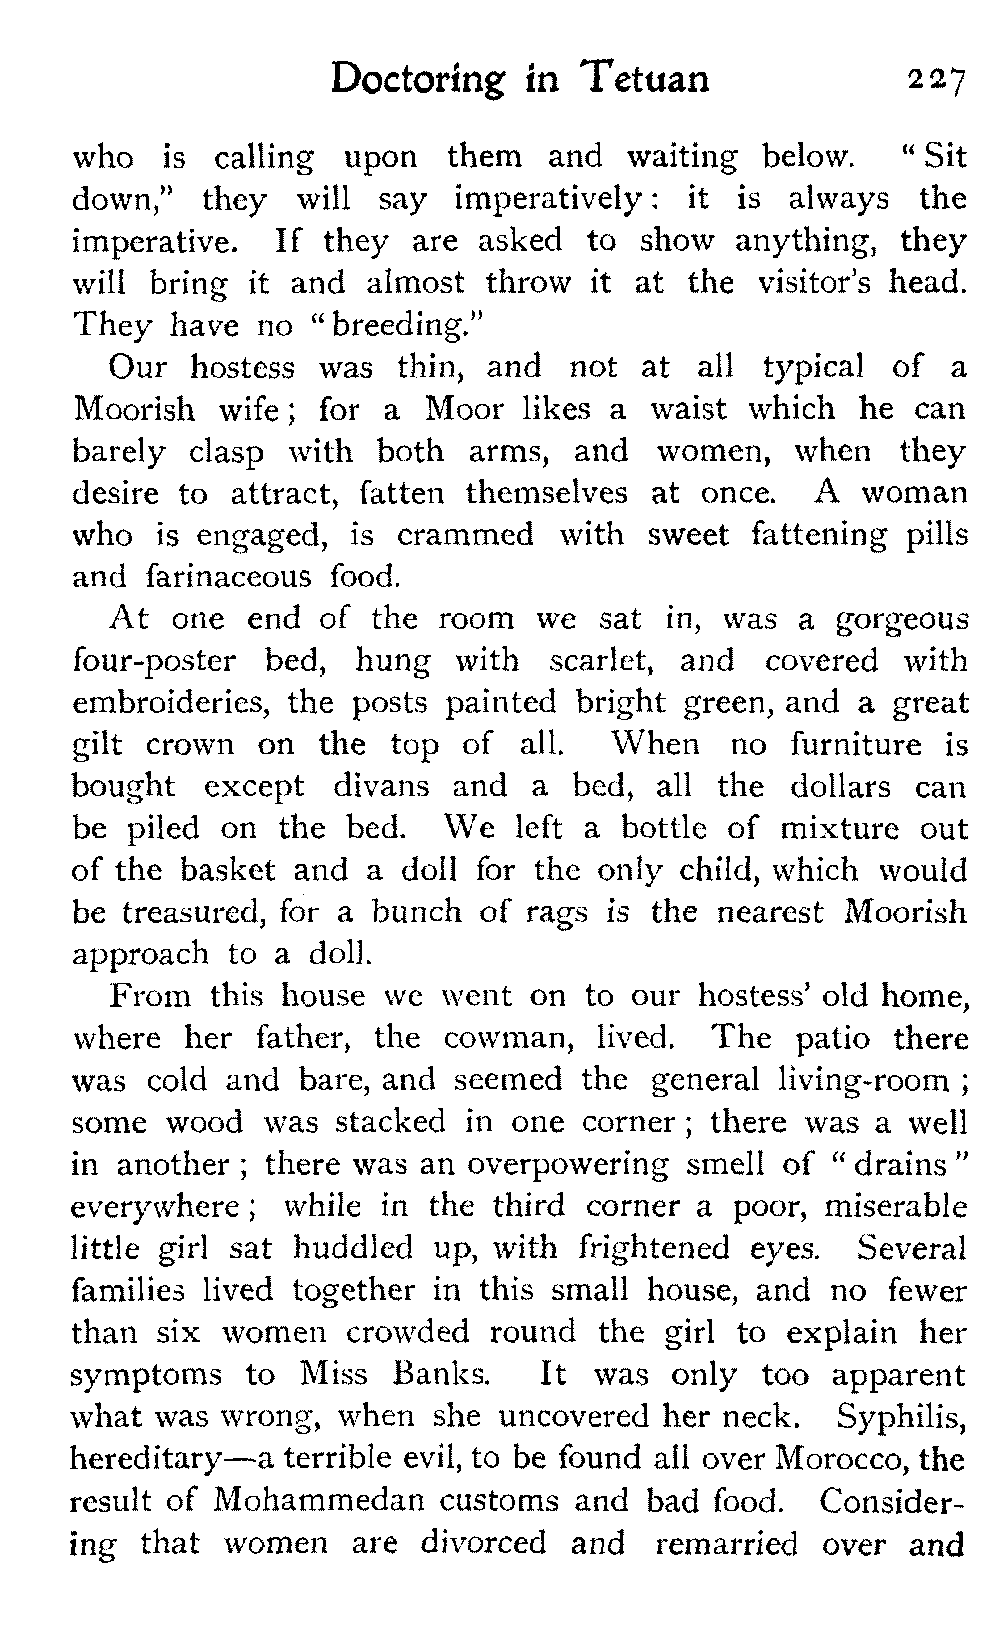 Doctoring in Tetuan 227
who is calling upon them and waiting below. “ Sit
down,” they will say imperatively : it is always the
imperative. If they are asked to show anything, they
will bring it and almost throw it at the visitor’s head.
They have no “ breeding.”
Our hostess was thin, and not at all typical of a
Moorish wife ; for a Moor likes a waist which he can
barely clasp with both arms, and women, when they
desire to attract, fatten themselves at once. A woman
who is engaged, is crammed with sweet fattening pills
and farinaceous food.
At one end of the room we sat in, was a gorgeous
four-poster bed, hung with scarlet, and covered with
embroideries, the posts painted bright green, and a great
gilt crown on the top of all. When no furniture is
bought except divans and a bed, all the dollars can
be piled on the bed. We left a bottle of mixture out
of the basket and a doll for the only child, which would
be treasured, for a bunch of rags is the nearest Moorish
approach to a doll.
From this house we went on to our hostess’ old home,
where her father, the cowman, lived. The patio there
was cold and bare, and seemed the general living-room ;
some wood was stacked in one corner ; there was a well
in another ; there was an overpowering smell of “ drains ”
everywhere ; while in the third corner a poor, miserable
little girl sat huddled up, with frightened eyes. Several
families lived together in this small house, and no fewer
than six women crowded round the girl to explain her
symptoms to Miss Banks. It was only too apparent
what was wrong, when she uncovered her neck. Syphilis,
hereditary—a terrible evil, to be found all over Morocco, the
result of Mohammedan customs and bad food. Consider-
ing that women are divorced and remarried over and